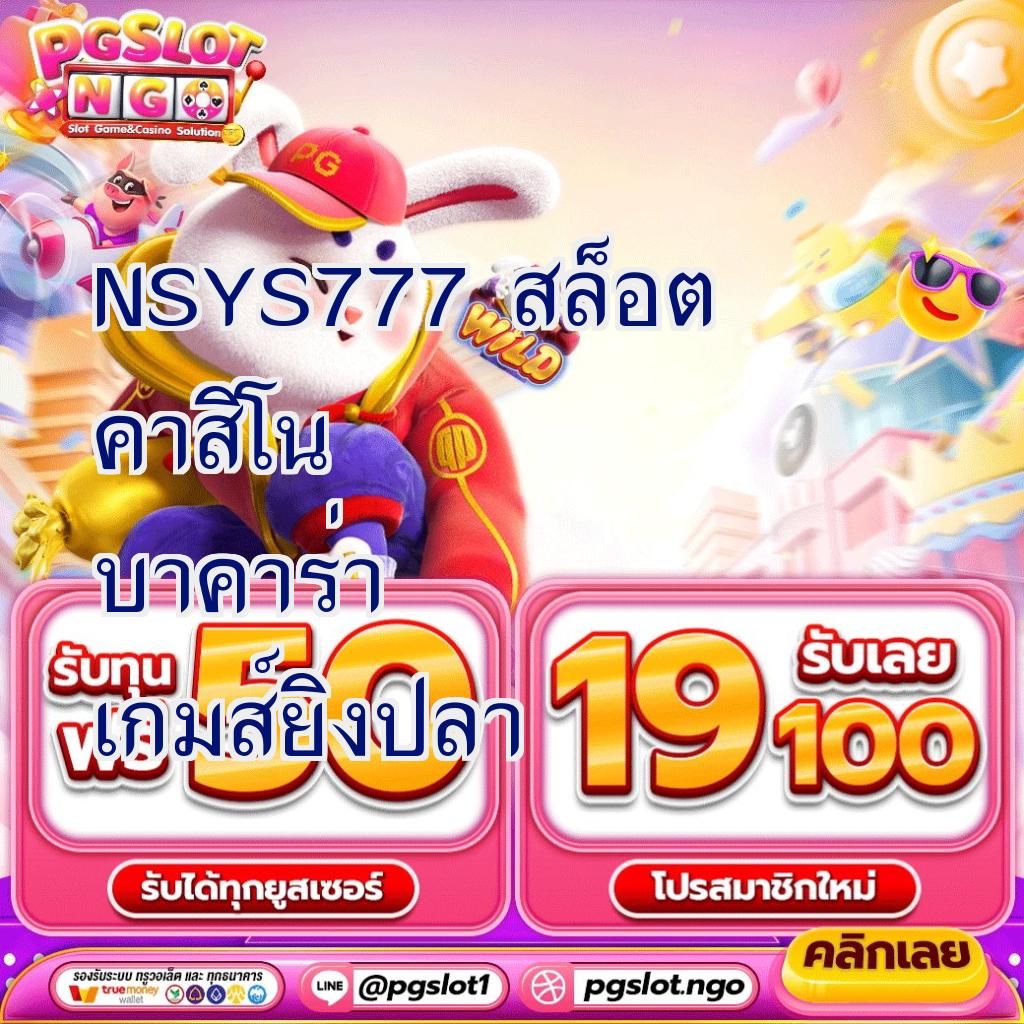 PGSLOT
NGO
Slot Game&Casino Solution
PG
WILD
NSYS777 สล็อต
คาสีโน
บาคาร่า
เกมส์ยิงปลา
รับทุน
ฟรี 50
19 รับเลย
100
รับได้ทุกยูสเซอร์
โปรสมาชิกใหม่
คลิกเลย
รองรับระบบ ทรูวอเล็ต และ ทุกธนาคาร
truemoney
wallet
LINE @pgslot1
pgslot.ngo